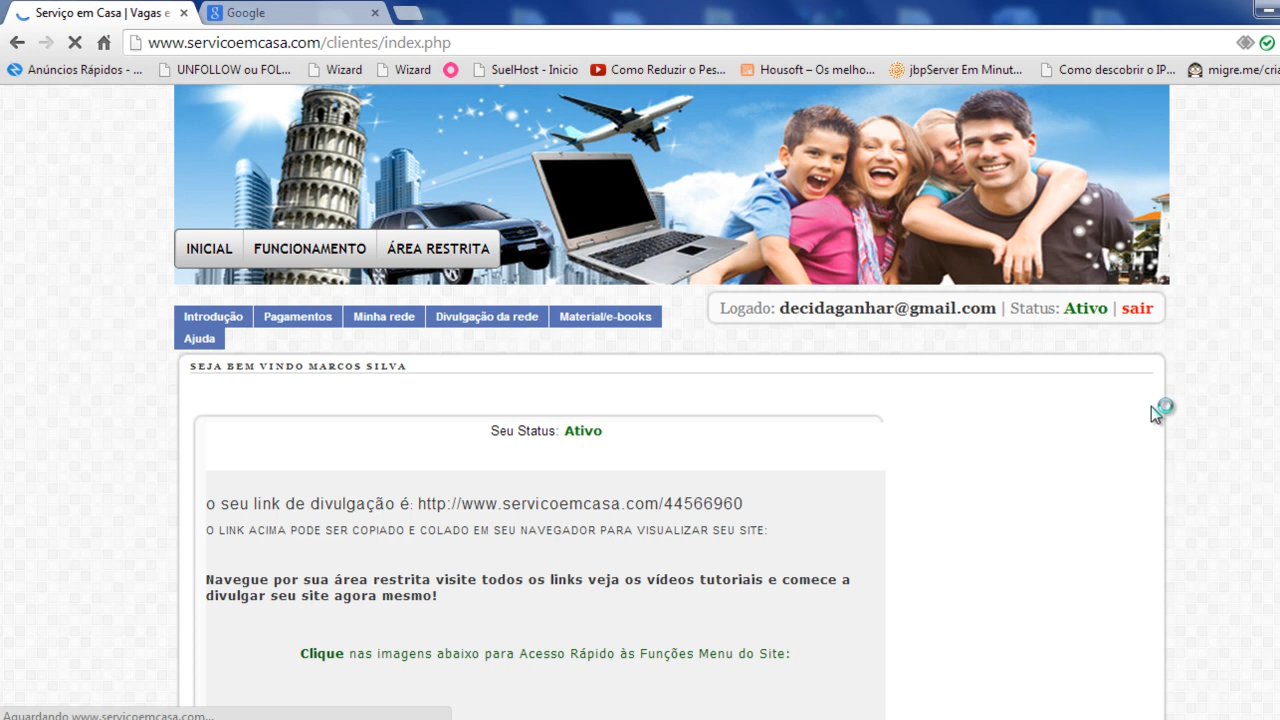 Serviço em Casa | Vagas e
Google
www.servicoemcasa.com/clientes/index.php
Anúncios Rápidos - ...
UNFOLLOW ou FOL...
Wizard
Wizard
SuelHost - Inicio
Como Reduzir o Pes...
Housoft – Os melho...
jbpServer Em Minut...
Como descobrir o IP...
migre.me/cria
INICIAL
FUNCIONAMENTO
ÁREA RESTRITA
Introdução
Pagamentos
Minha rede
Divulgação da rede
Material/e-books
Ajuda
Logado: decidaganhar@gmail.com | Status: Ativo | sair
SEJA BEM VINDO MARCOS SILVA
Seu Status: Ativo
o seu link de divulgação é: http://www.servicoemcasa.com/44566960
O LINK ACIMA PODE SER COPIADO E COLADO EM SEU NAVEGADOR PARA VISUALIZAR SEU SITE:
Navegue por sua área restrita visite todos os links veja os vídeos tutoriais e comece a
divulgar seu site agora mesmo!
Clique nas imagens abaixo para Acesso Rápido às Funções Menu do Site:
Aguardando www.servicoemcasa.com...